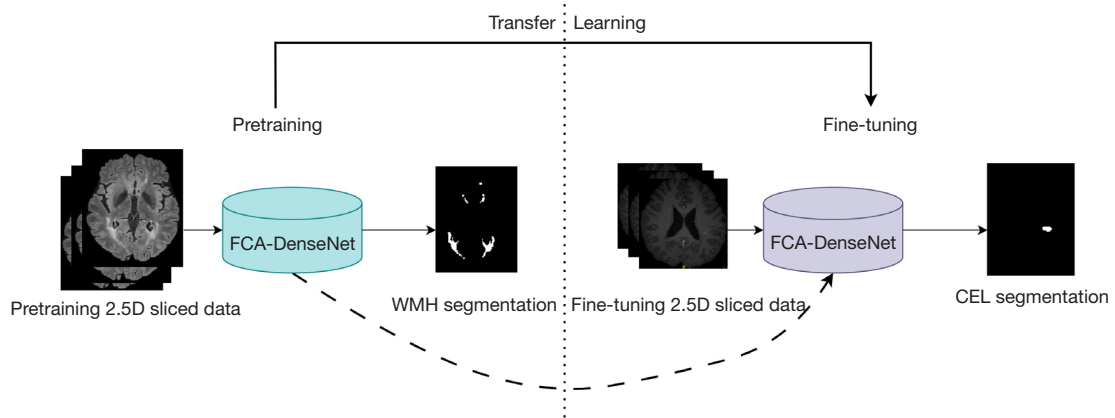 Transfer Learning
Pretraining
Fine-tuning
FCA-DenseNet
FCA-DenseNet
Pretraining 2.5D sliced data
WMH segmentation
Fine-tuning 2.5D sliced data
CEL segmentation